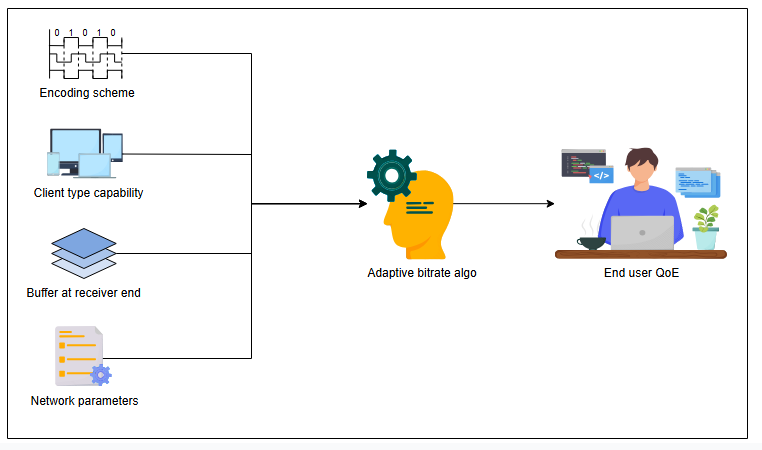 0 1 0 1 0
Encoding scheme
Client type capability
Buffer at receiver end
Network parameters
Adaptive bitrate algo
</>
End user QoE